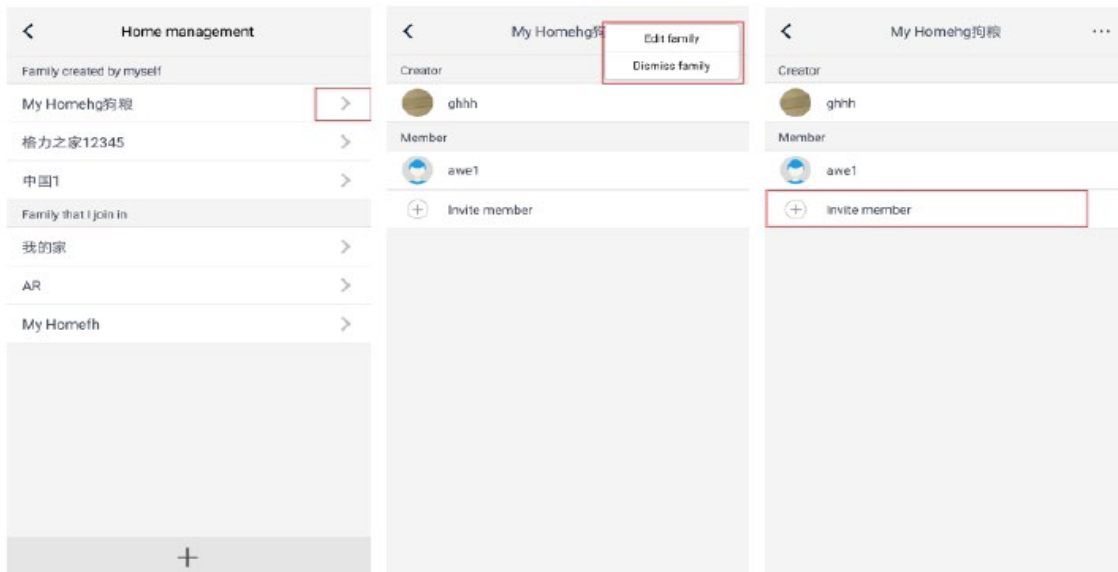 Home management
Family created by myself
My Homehg狗粮
格力之家12345
中国1
Family that I join in
我的家
AR
My Homefh
My Homehg狗
Edit family
Dismiss family
Creator
ghhh
Member
awe1
Invite member
My Homehg狗粮
Creator
ghhh
Member
awe1
Invite member